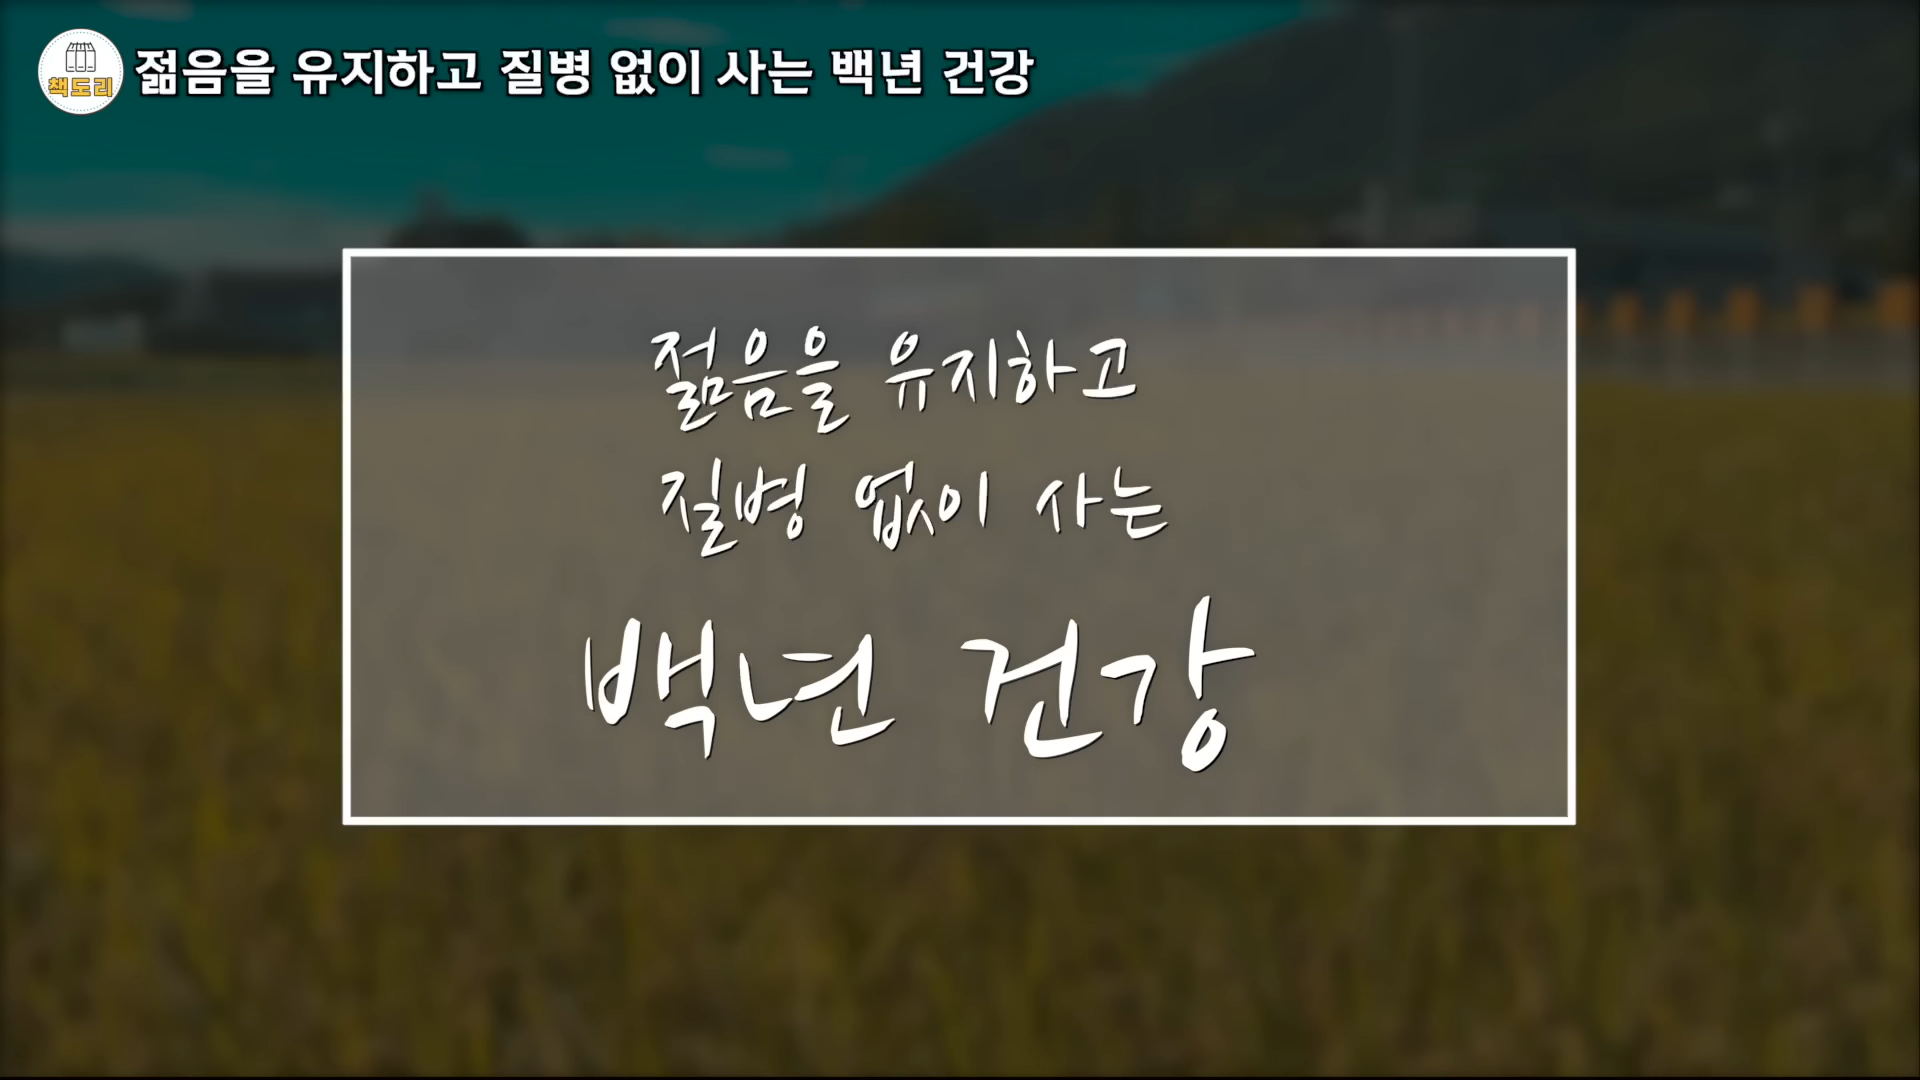 책도리
젊음을 유지하고 질병 없이 사는 백년 건강
젊음을 유지하고
질병 없이 사는
백년 건강